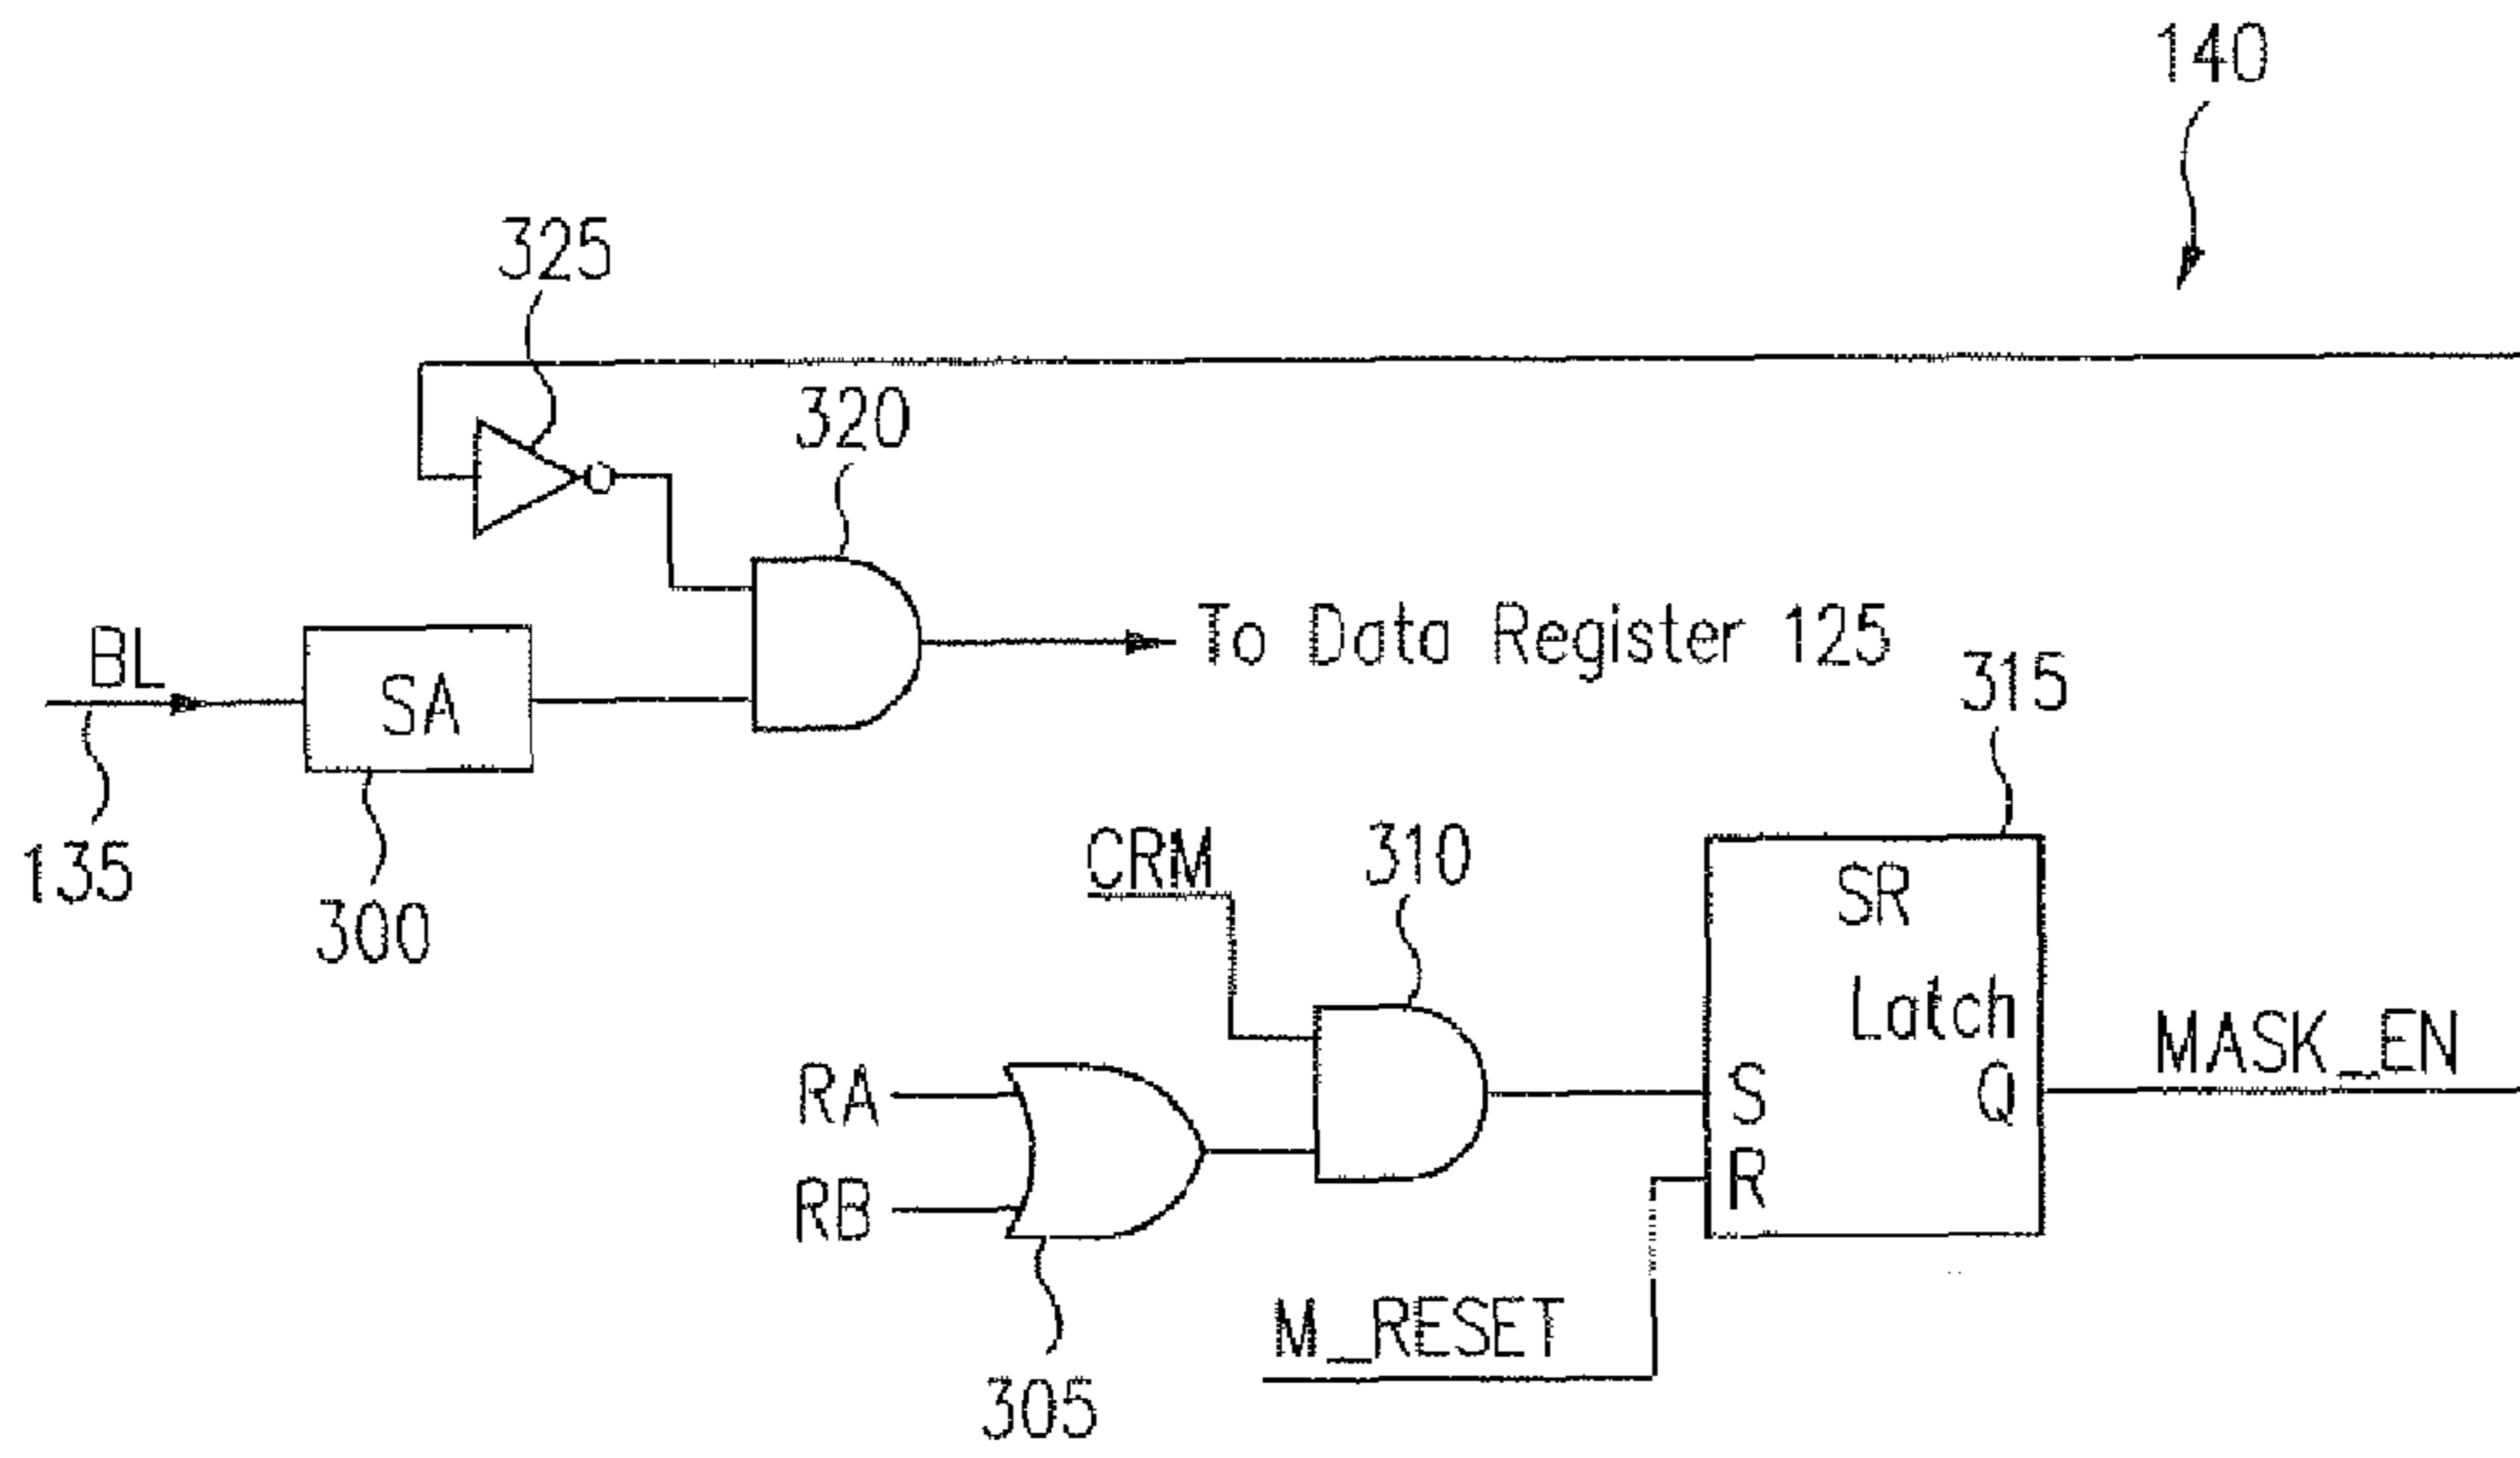 140
325
320
BL
SA
To Data Register 125
135
300
315
CRM
310
SR
Latch
MASK_EN
RA
S
Q
RB
R
M_RESET
305